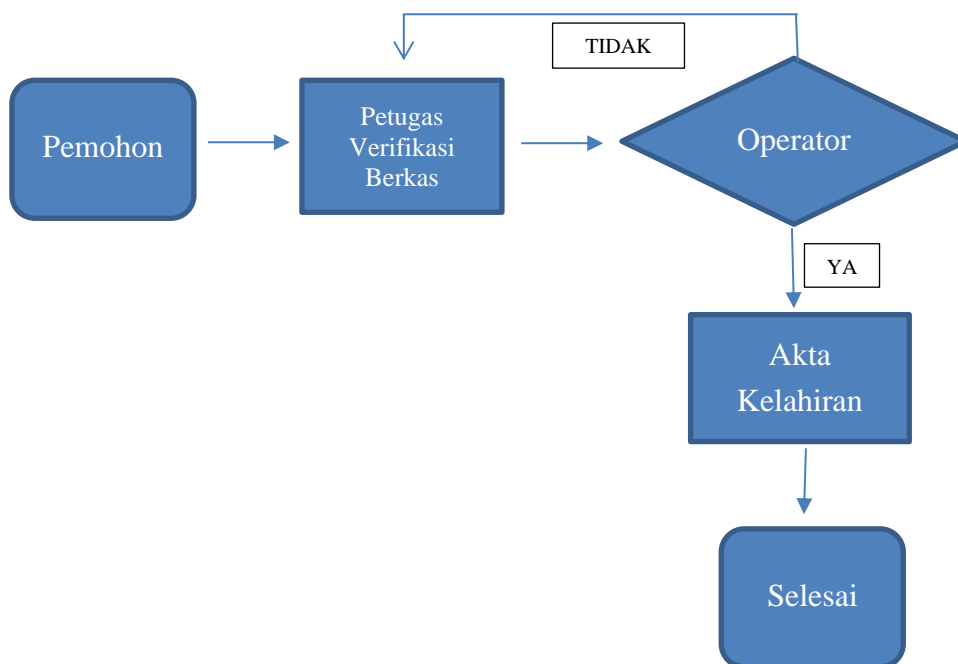 TIDAK
Pemohon
Petugas
Verifikasi
Berkas
Operator
YA
Akta
Kelahiran
Selesai